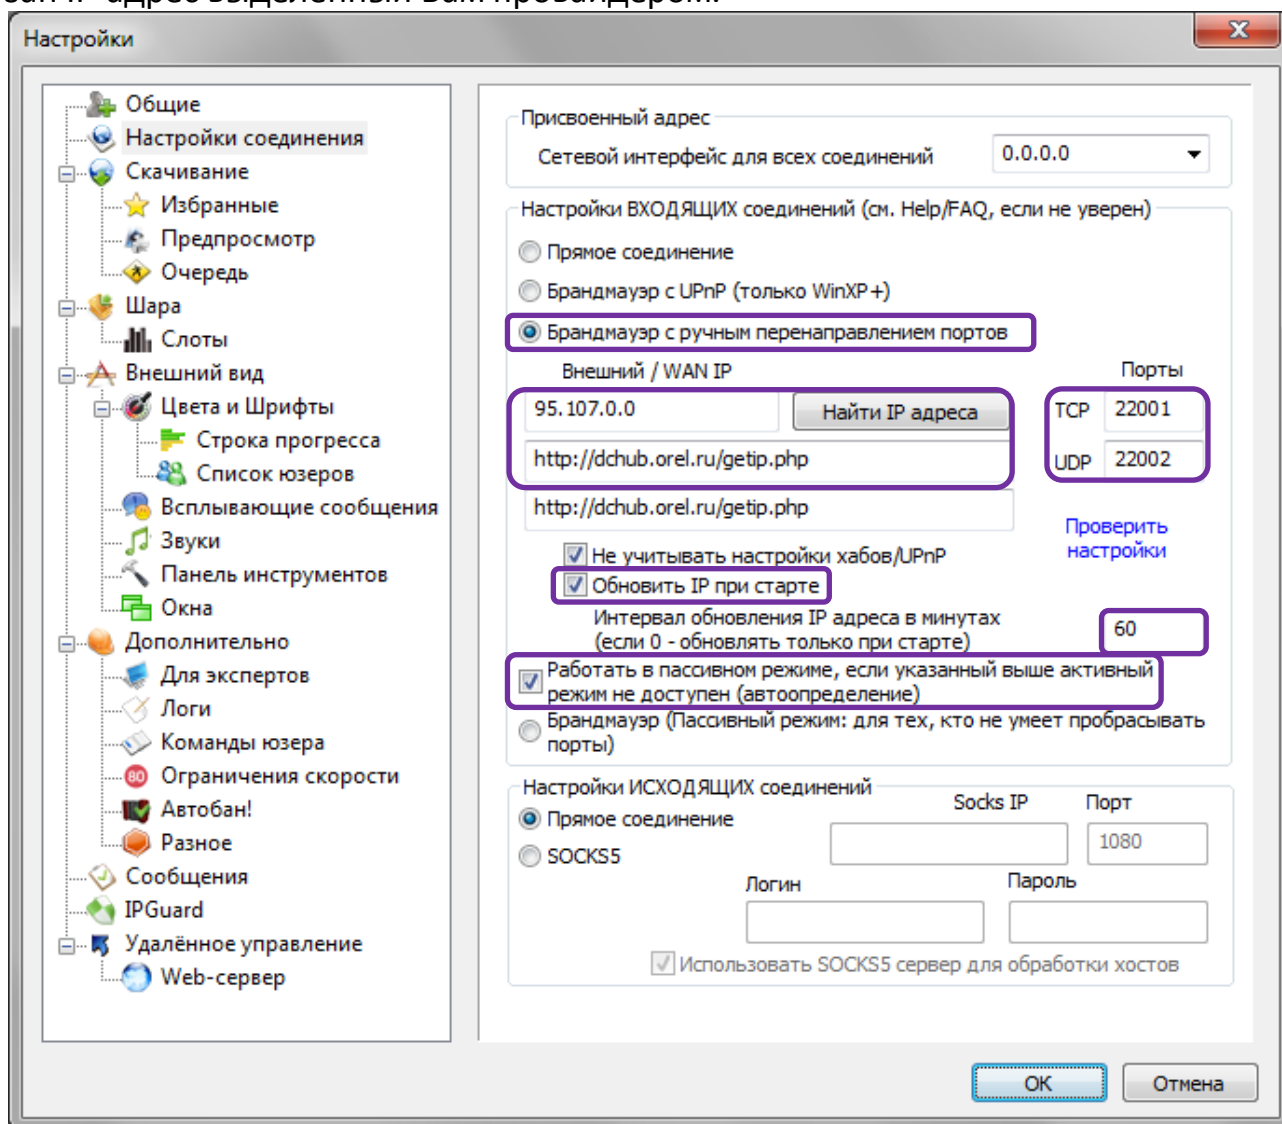 IP адрес выделенный Вам провайдером.
Настройки
Общие
Настройки соединения
Скачивание
Избранные
Предпросмотр
Очередь
Шара
Слоты
Внешний вид
Цвета и Шрифты
Строка прогресса
Список юзеров
Всплывающие сообщения
Звуки
Панель инструментов
Окна
Дополнительно
Для экспертов
Логи
Команды юзера
80
Ограничения скорости
Автобан!
Разное
Сообщения
IPGuard
Удалённое управление
Web-сервер
Присвоенный адрес
Сетевой интерфейс для всех соединений 0.0.0.0
Настройки ВХОДЯЩИХ соединений (см. Help/FAQ, если не уверен)
Прямое соединение
Брандмауэр с UPnP (только WinXP+)
Брандмауэр с ручным перенаправлением портов
Внешний / WAN IP Порты
95.107.0.0 Найти IP адреса TCP 22001
http://dchub.orel.ru/getip.php UDP 22002
http://dchub.orel.ru/getip.php
Проверить
настройки
Не учитывать настройки хабов/UPnP
Обновить IP при старте
Интервал обновления IP адреса в минутах
(если 0 - обновлять только при старте)
60
Работать в пассивном режиме, если указанный выше активный
режим не доступен (автоопределение)
Брандмауэр (Пассивный режим: для тех, кто не умеет пробрасывать
порты)
Настройки ИСХОДЯЩИХ соединений
Socks IP Порт
Прямое соединение
1080
SOCKS5
Логин Пароль
Использовать SOCKS5 сервер для обработки хостов
OK Отмена